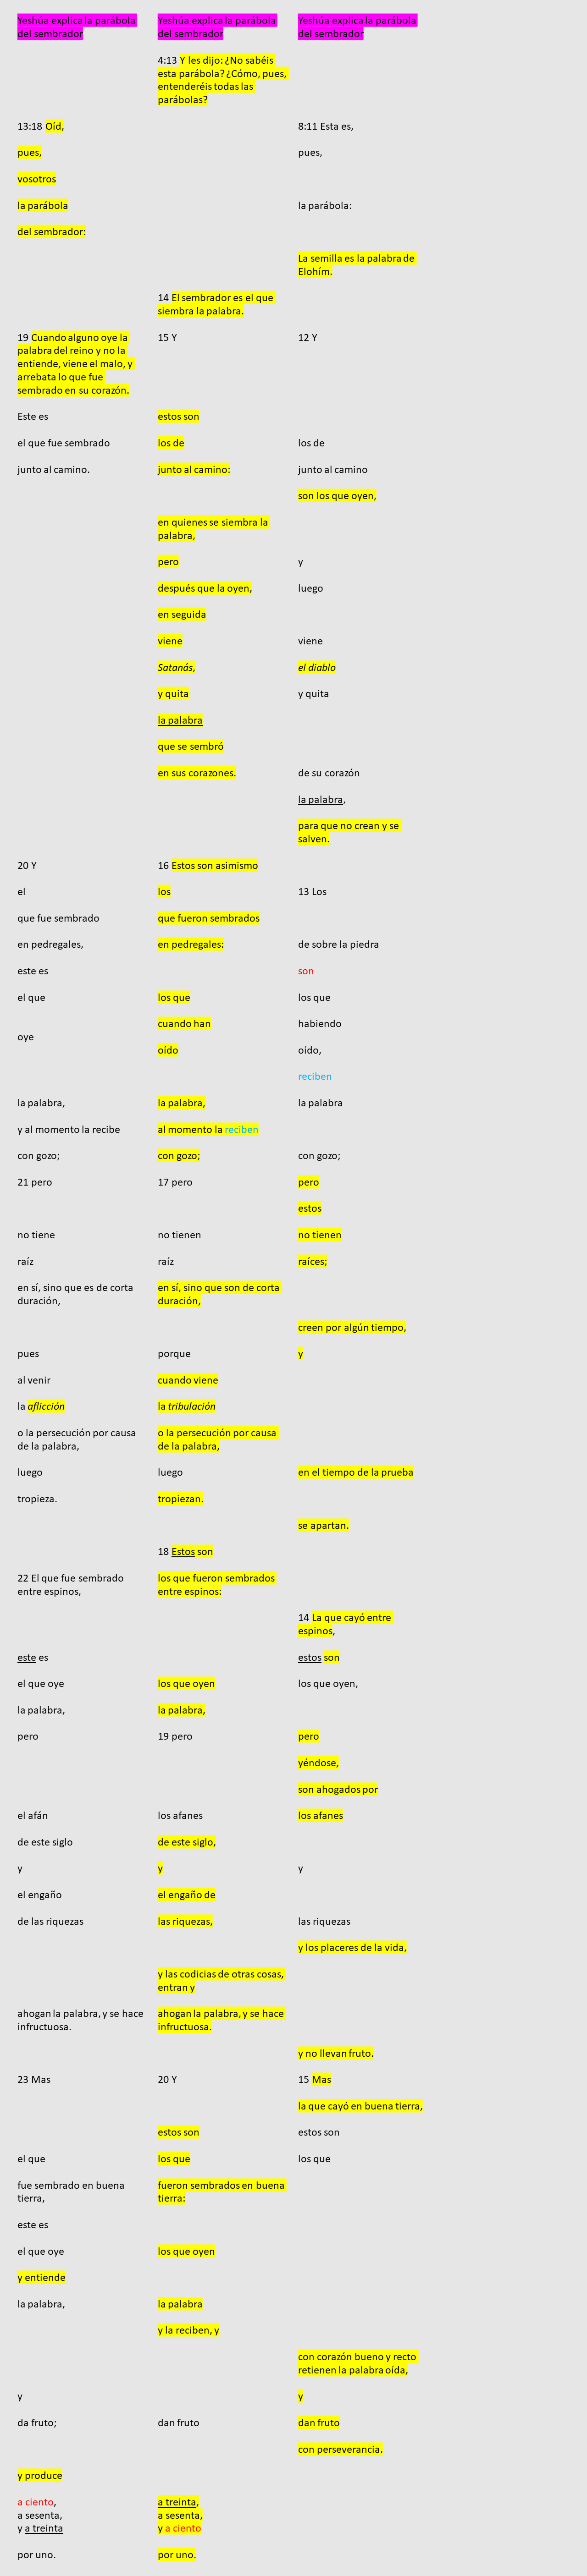 Yeshúa explica la parábola
del sembrador
Yeshúa explica la parábola
del sembrador
Yeshúa explica la parábola
del sembrador
4:13 Y les dijo: ¿No sabéis
esta parábola? ¿Cómo, pues,
entenderéis todas las
parábolas?
13:18 Oíd,
8:11 Esta es,
pues,
pues,
vosotros
la parábola
la parábola:
del sembrador:
La semilla es la palabra de
Elohím.
14 El sembrador es el que
siembra la palabra.
19 Cuando alguno oye la
palabra del reino y no la
entiende, viene el malo, y
arrebata lo que fue
sembrado en su corazón.
15 Y
12 Y
Este es
estos son
el que fue sembrado
los de
los de
junto al camino.
junto al camino:
junto al camino
son los que oyen,
en quienes se siembra la
palabra,
pero
y
después que la oyen,
luego
en seguida
viene
viene
Satanás,
el diablo
y quita
y quita
la palabra
que se sembró
en sus corazones.
de su corazón
la palabra,
para que no crean y se
salven.
20 Y
16 Estos son asimismo
el
los
13 Los
que fue sembrado
que fueron sembrados
en pedregales,
en pedregales:
de sobre la piedra
este es
son
el que
los que
los que
cuando han
habiendo
oye
oído
oído,
reciben
la palabra,
la palabra,
la palabra
y al momento la recibe
al momento la reciben
con gozo;
con gozo;
con gozo;
21 pero
17 pero
pero
estos
no tiene
no tienen
no tienen
raíz
raíz
raíces;
en sí, sino que es de corta
duración,
en sí, sino que son de corta
duración,
creen por algún tiempo,
pues
porque
y
al venir
cuando viene
la aflicción
la tribulación
o la persecución por causa
de la palabra,
o la persecución por causa
de la palabra,
luego
luego
en el tiempo de la prueba
tropieza.
tropiezan.
se apartan.
18 Estos son
22 El que fue sembrado
entre espinos,
los que fueron sembrados
entre espinos:
14 La que cayó entre
espinos,
este es
estos son
el que oye
los que oyen
los que oyen,
la palabra,
la palabra,
pero
19 pero
pero
yéndose,
son ahogados por
el afán
los afanes
los afanes
de este siglo
de este siglo,
y
y
y
el engaño
el engaño de
de las riquezas
las riquezas,
las riquezas
y los placeres de la vida,
y las codicias de otras cosas,
entran y
ahogan la palabra, y se hace
infructuosa.
ahogan la palabra, y se hace
infructuosa.
y no llevan fruto.
23 Mas
20 Y
15 Mas
la que cayó en buena tierra,
estos son
estos son
el que
los que
los que
fue sembrado en buena
tierra,
fueron sembrados en buena
tierra:
este es
el que oye
los que oyen
y entiende
la palabra,
la palabra
y la reciben, y
con corazón bueno y recto
retienen la palabra oída,
y
y
da fruto;
dan fruto
dan fruto
con perseverancia.
y produce
a ciento,
a sesenta,
y a treinta
a treinta,
a sesenta,
y a ciento
por uno.
por uno.